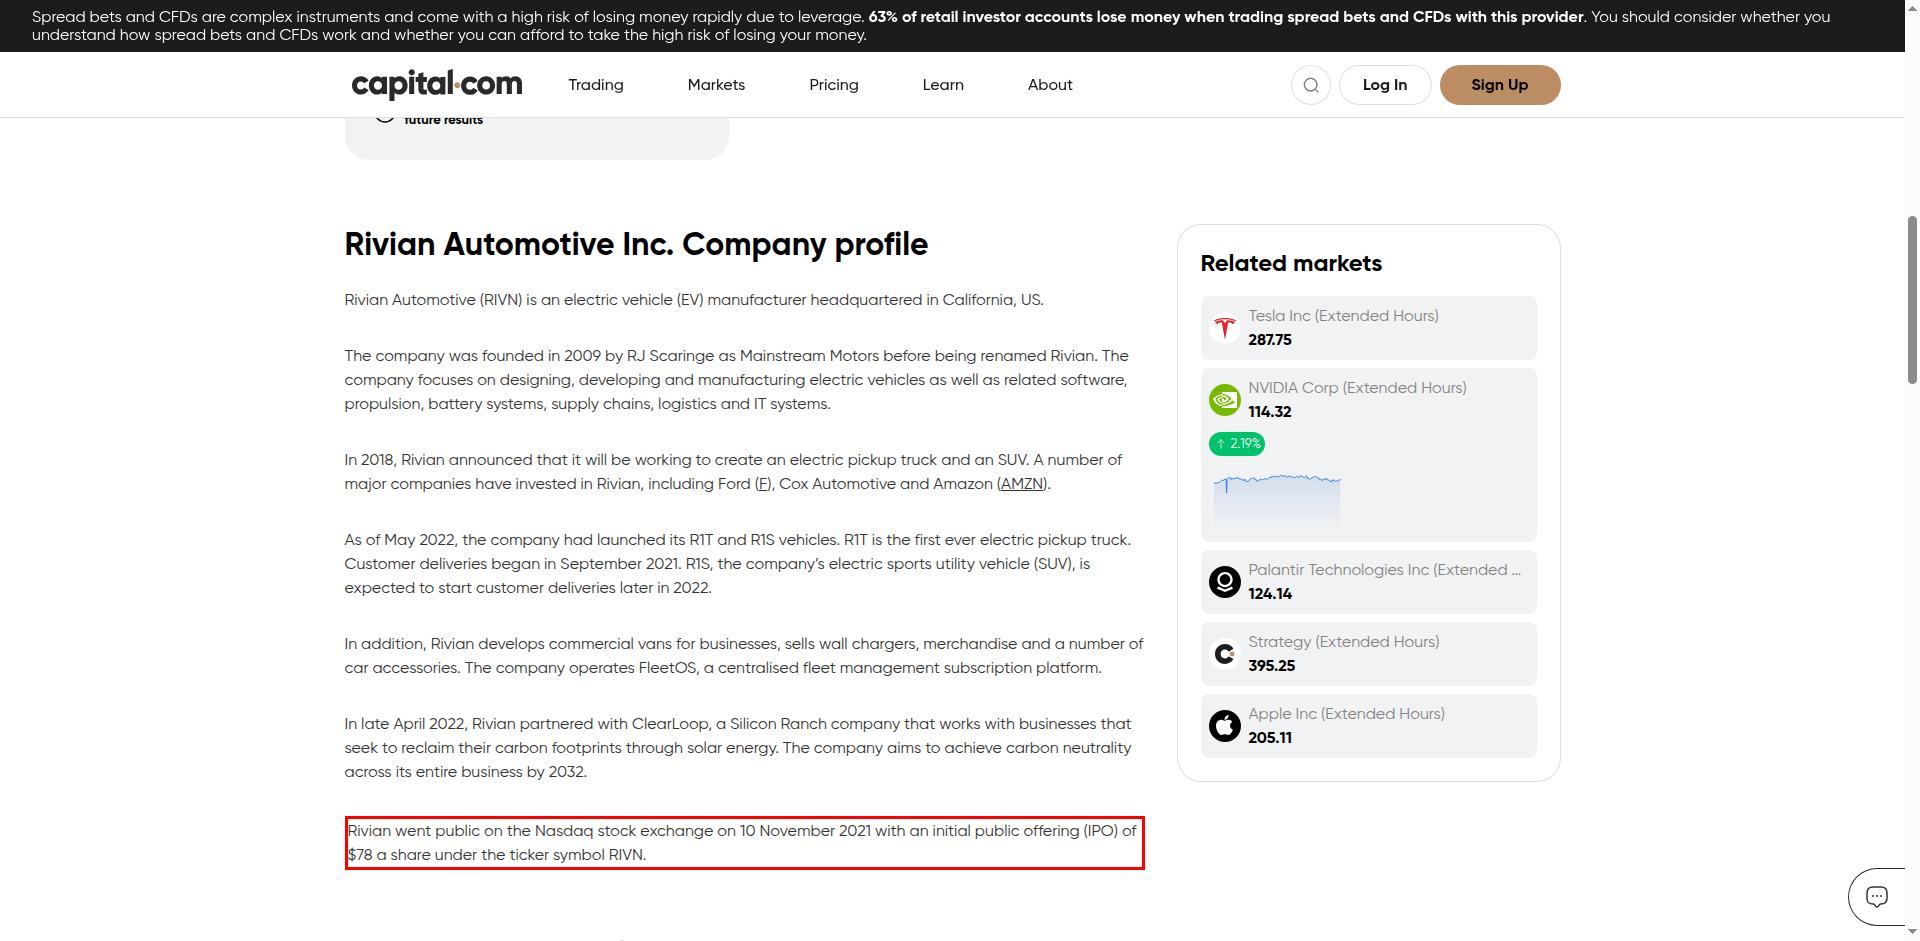 Spread bets and CFDs are complex instruments and come with a high risk of losing money rapidly due to leverage. 63% of retail investor accounts lose money when trading spread bets and CFDs with this provider. You should consider whether you
understand how spread bets and CFDs work and whether you can afford to take the high risk of losing your money.
capital.com
Trading
Markets
Pricing
Learn
About
Log In
Sign Up
future results
Rivian Automotive Inc. Company profile
Rivian Automotive (RIVN) is an electric vehicle (EV) manufacturer headquartered in California, US.
The company was founded in 2009 by RJ Scaringe as Mainstream Motors before being renamed Rivian. The
company focuses on designing, developing and manufacturing electric vehicles as well as related software,
propulsion, battery systems, supply chains, logistics and IT systems.
In 2018, Rivian announced that it will be working to create an electric pickup truck and an SUV. A number of
major companies have invested in Rivian, including Ford (F), Cox Automotive and Amazon (AMZN).
As of May 2022, the company had launched its R1T and R1S vehicles. R1T is the first ever electric pickup truck.
Customer deliveries began in September 2021. R1S, the company’s electric sports utility vehicle (SUV), is
expected to start customer deliveries later in 2022.
In addition, Rivian develops commercial vans for businesses, sells wall chargers, merchandise and a number of
car accessories. The company operates FleetOS, a centralised fleet management subscription platform.
In late April 2022, Rivian partnered with ClearLoop, a Silicon Ranch company that works with businesses that
seek to reclaim their carbon footprints through solar energy. The company aims to achieve carbon neutrality
across its entire business by 2032.
Rivian went public on the Nasdaq stock exchange on 10 November 2021 with an initial public offering (IPO) of
$78 a share under the ticker symbol RIVN.
Related markets
Tesla Inc (Extended Hours)
287.75
NVIDIA Corp (Extended Hours)
114.32
↑ 2.19%
Palantir Technologies Inc (Extended ...
124.14
Strategy (Extended Hours)
395.25
Apple Inc (Extended Hours)
205.11